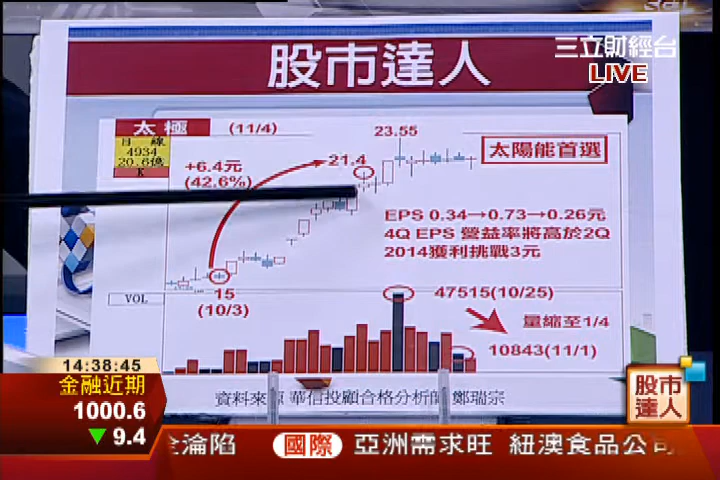 三立財經台
LIVE
股市達人
太極 (11/4)
日線
4934
20.6億
K
+6.4元
(42.6%)
21.4
23.55
太陽能首選
EPS 0.34→0.73→0.26元
4Q EPS 營益率將高於2Q
2014獲利挑戰3元
15
(10/3)
VOL
47515(10/25)
量縮至1/4
10843(11/1)
資料來源 華信投顧合格分析師 鄭瑞宗
14:38:45
金融近期
1000.6
▼9.4
股市
達人
淪陷 國際 亞洲需求旺 紐澳食品公司